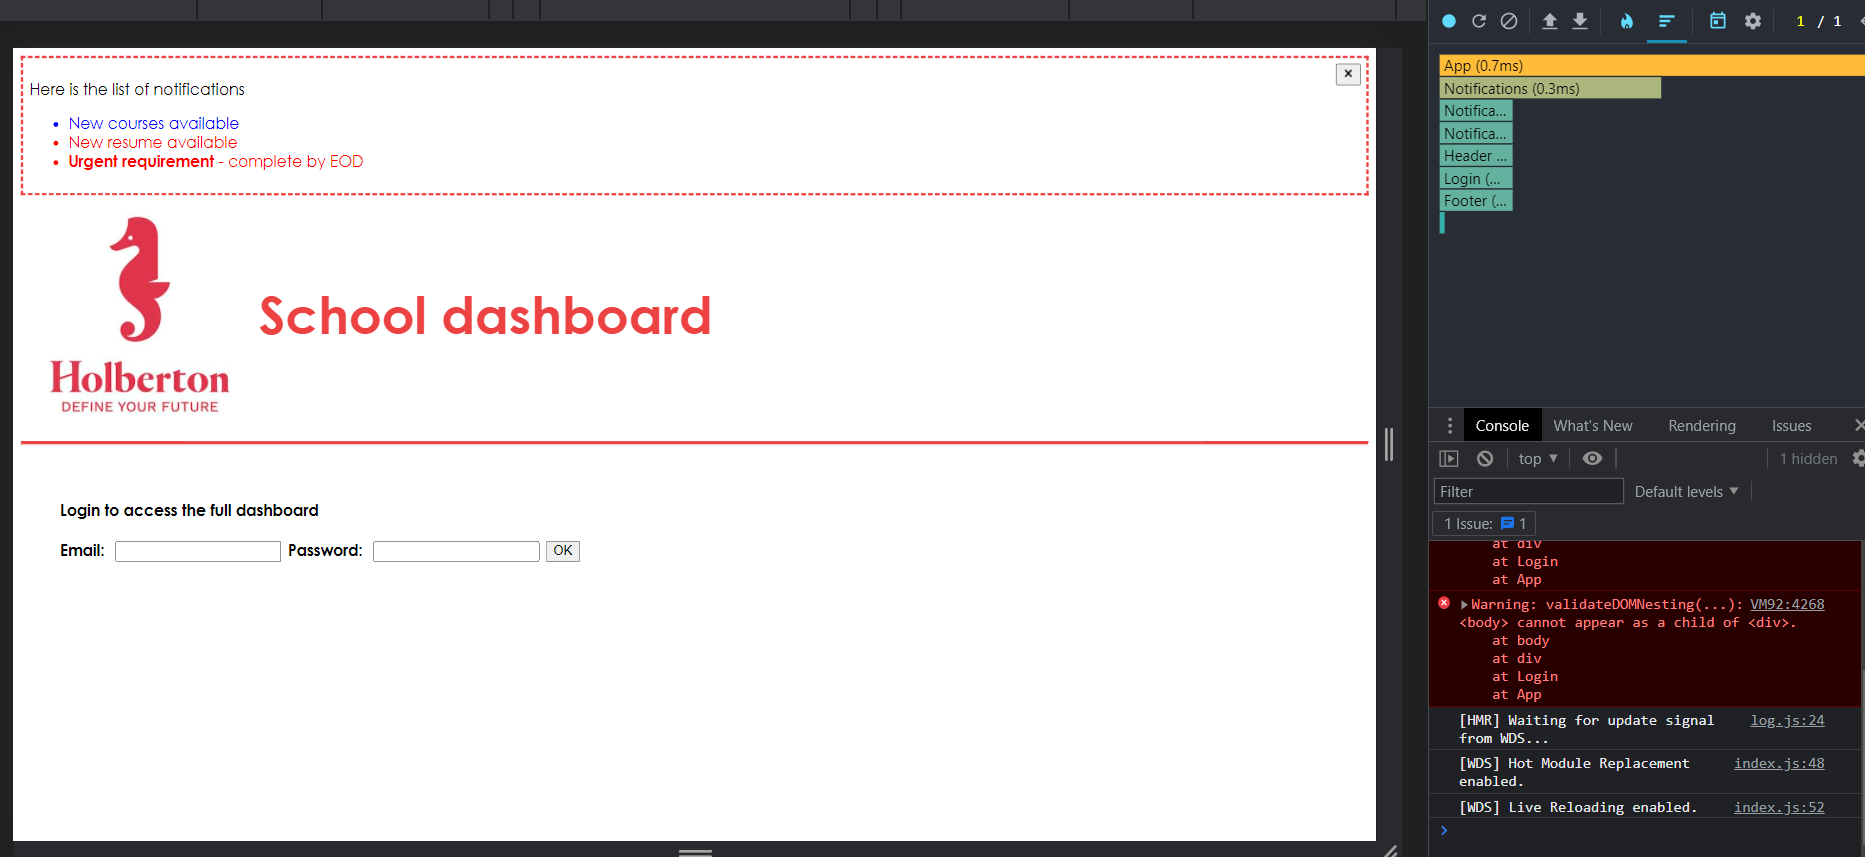 Here is the list of notifications
×
New courses available
New resume available
Urgent requirement - complete by EOD
School dashboard
Holberton
DEFINE YOUR FUTURE
Login to access the full dashboard
Email: Password: OK
1 / 1
App (0.7ms)
Notifications (0.3ms)
Notifica...
Notifica...
Header ...
Login (...
Footer (...
Console What's New Rendering Issues
top 1 hidden
Filter Default levels
1 Issue: 1
at div
at Login
at App
Warning: validateDOMNesting(...): VM92:4268
<body> cannot appear as a child of <div>.
at body
at div
at Login
at App
[HMR] Waiting for update signal log.js:24
from WDS...
[WDS] Hot Module Replacement index.js:48
enabled.
[WDS] Live Reloading enabled. index.js:52